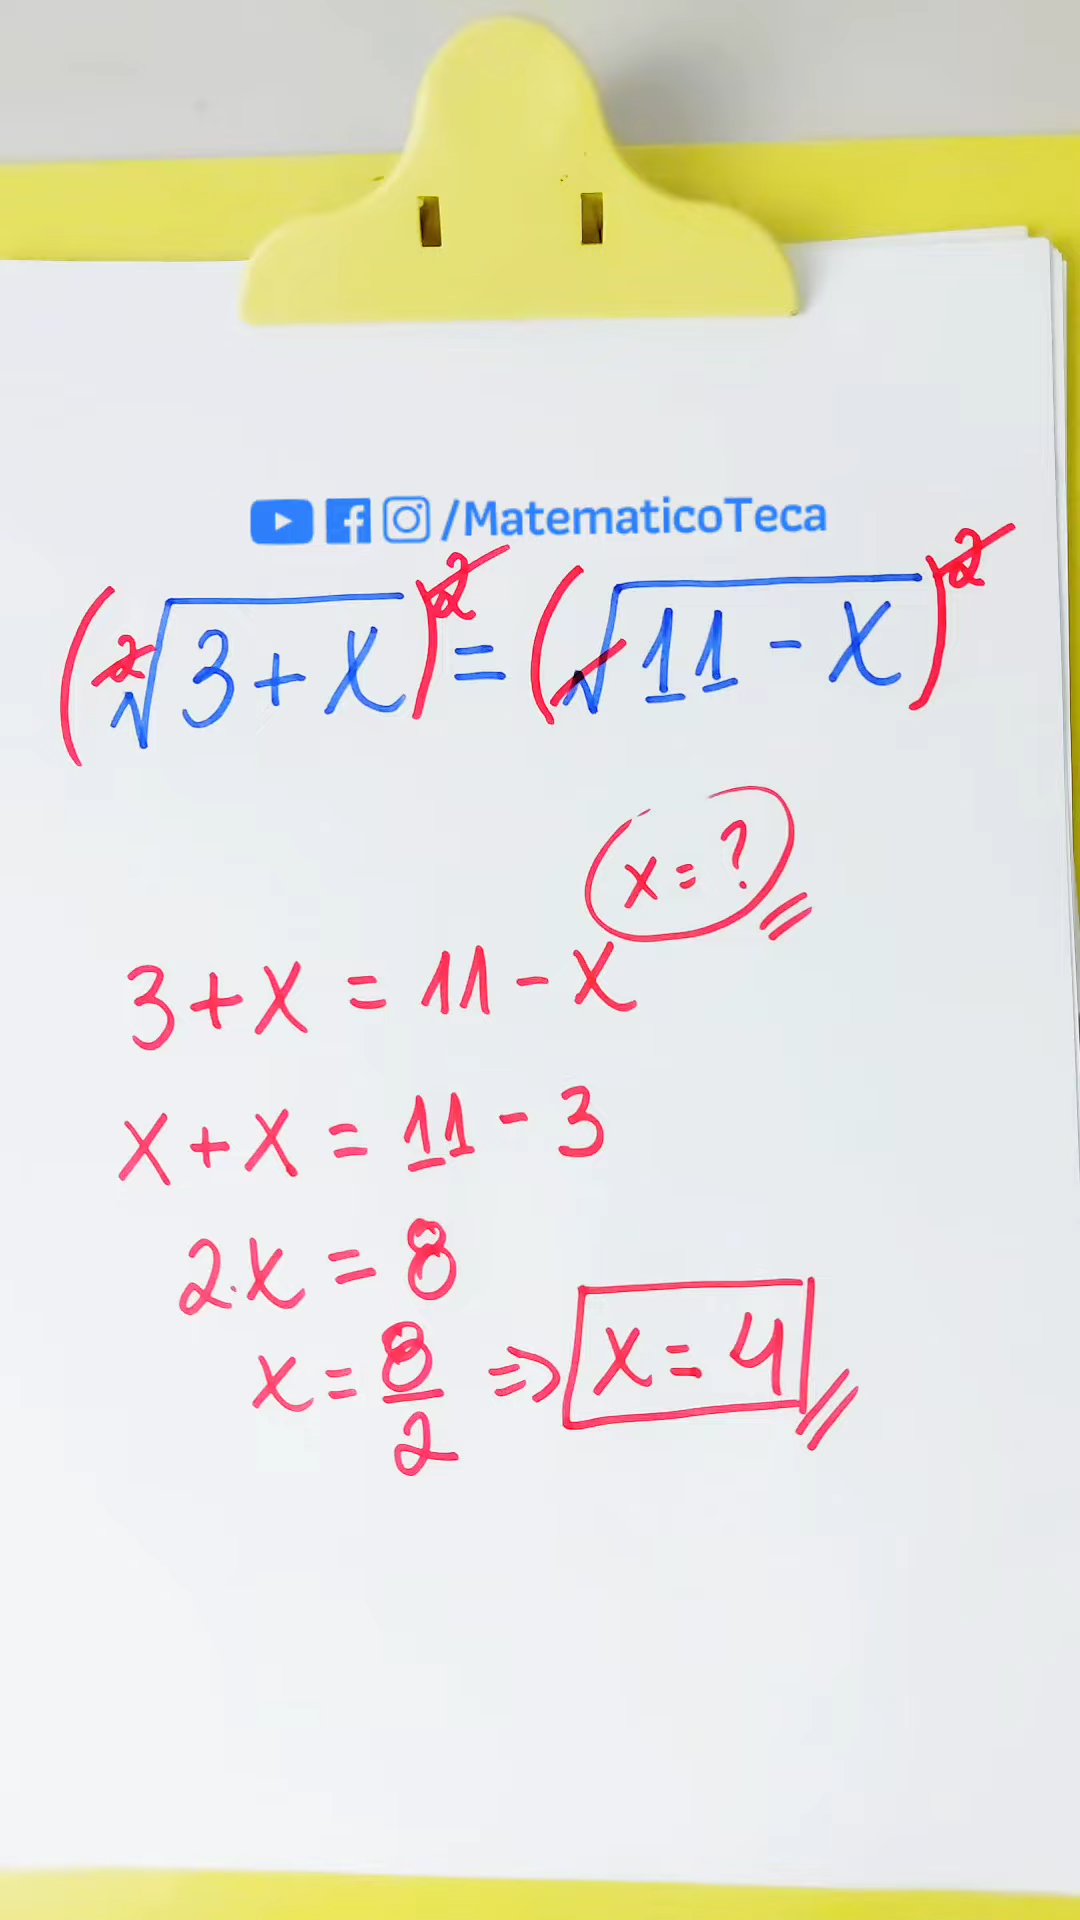 /MatematicoTeca
(²√(3+x))² = (√(11-x))²
x = ?
3+x = 11-x
x+x = 11-3
2.x = 8
x = 8/2 => x = 4